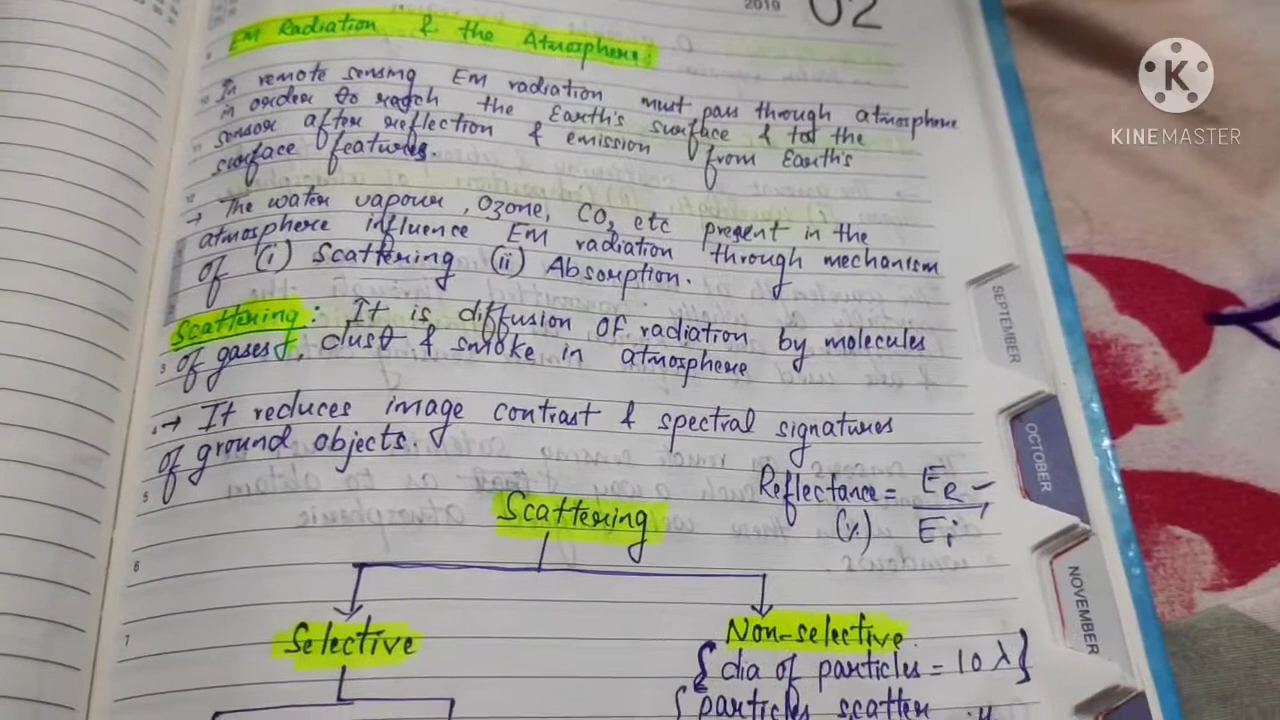 2019
02
EM Radiation & the Atmosphere:
In remote sensing EM radiation must pass through atmosphere
in order to reach the Earth's surface & to the
sensor after reflection & emission from Earth's
surface features.
→ The water vapour, Ozone, CO2 etc present in the
atmosphere influence EM radiation through mechanism
of (i) Scattering (ii) Absorption.
Scattering: It is diffusion of radiation by molecules
of gases, dust & smoke in atmosphere
→ It reduces image contrast & spectral signatures
of ground objects.
Reflectance = ER / Ei
(%)
Scattering
Selective
Non-selective
{ dia of particles = 10 λ }
{ particles scatter
SEPTEMBER
OCTOBER
NOVEMBER
K
KINEMASTER